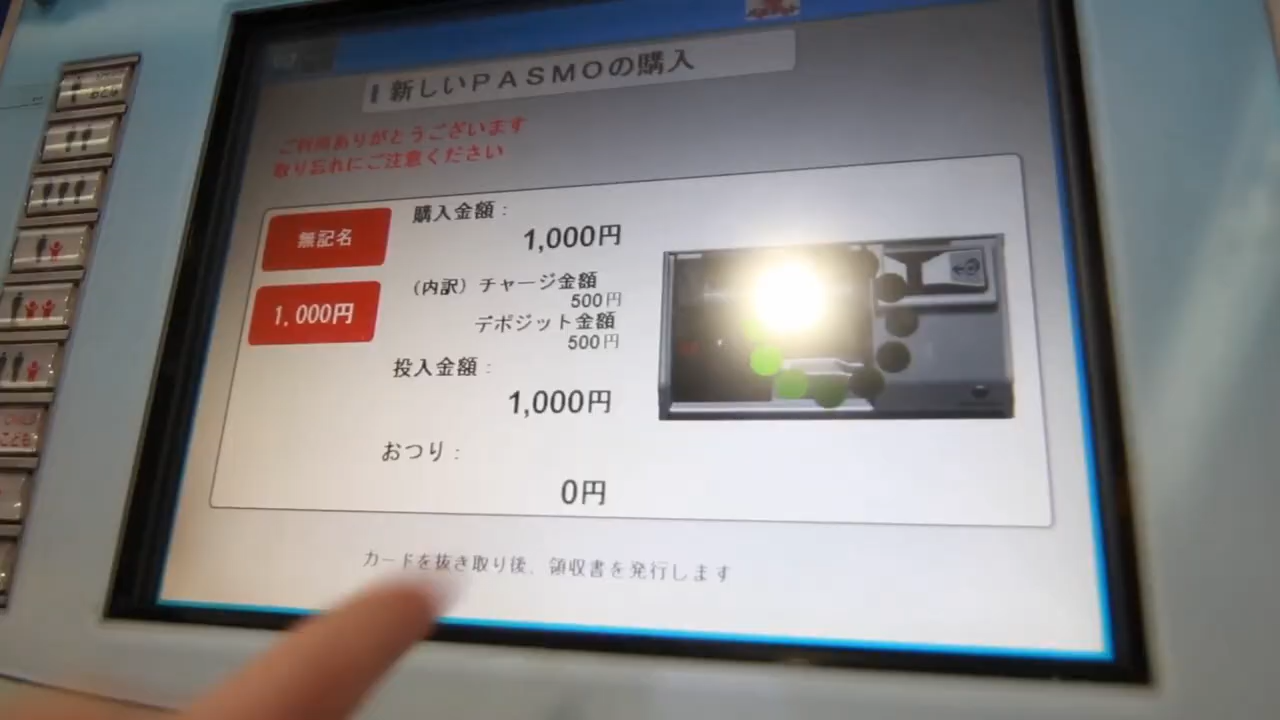 新しいPASMOの購入
ご利用ありがとうございます
取り忘れにご注意ください
無記名
1,000円
購入金額:
1,000円
(内訳) チャージ金額
500円
デポジット金額
500円
投入金額:
1,000円
おつり:
0円
カードを抜き取り後、領収書を発行します
こども